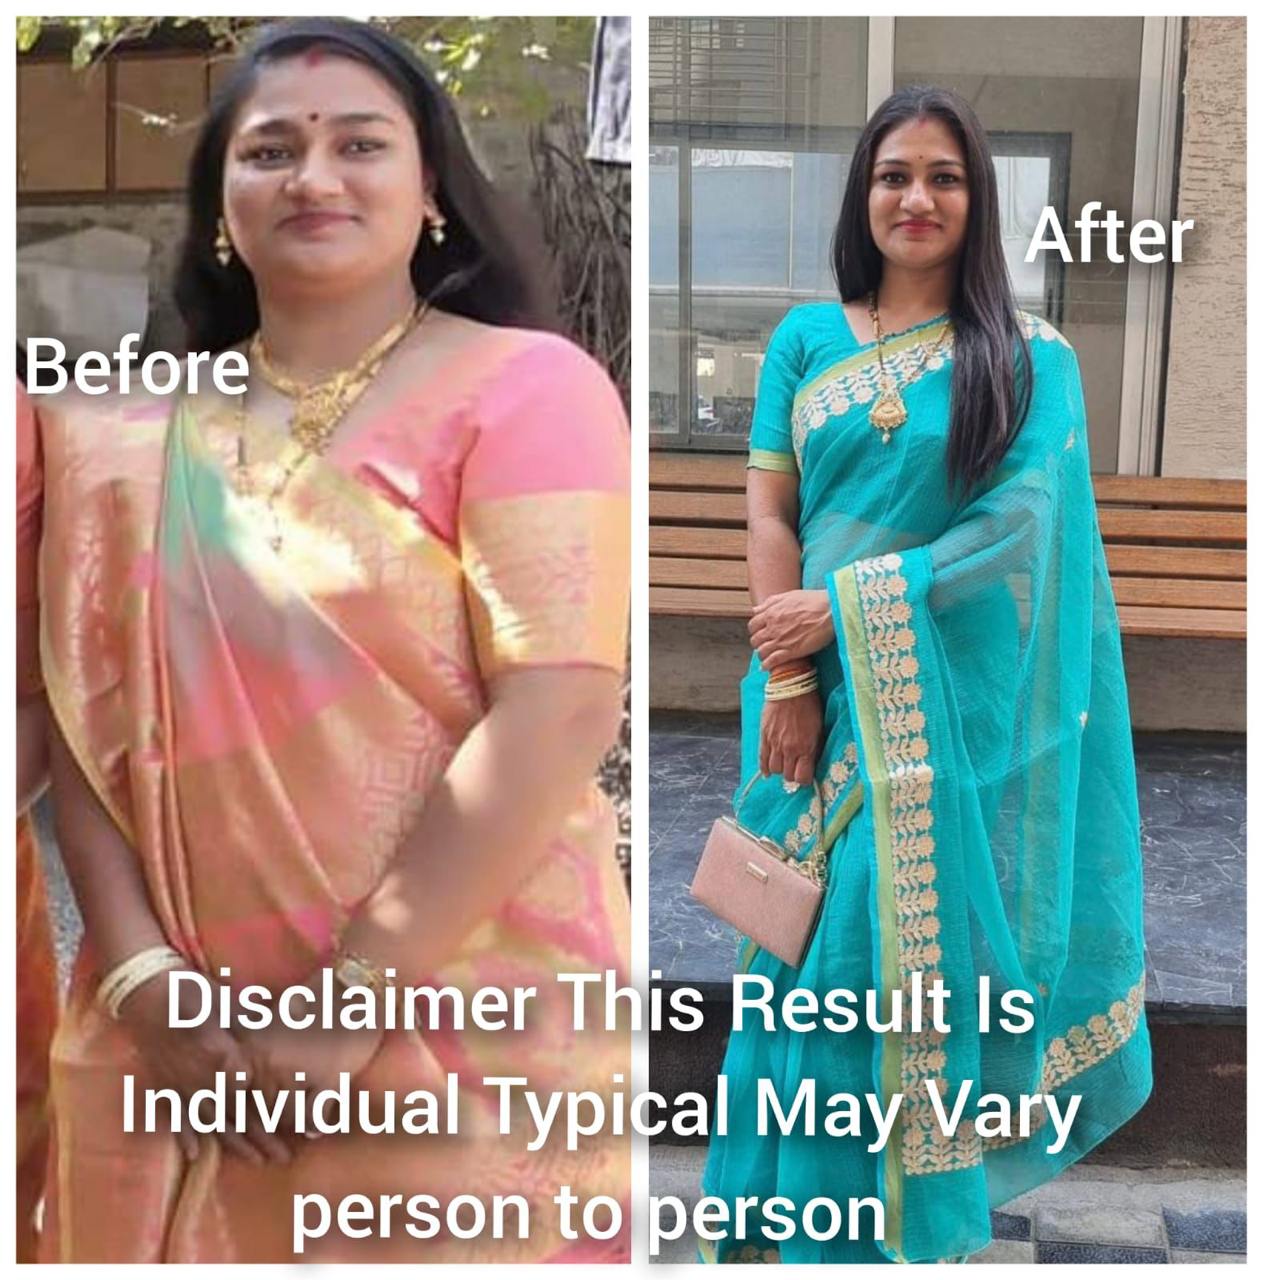 Before
After
Disclaimer This Result Is
Individual Typical May Vary
person to person